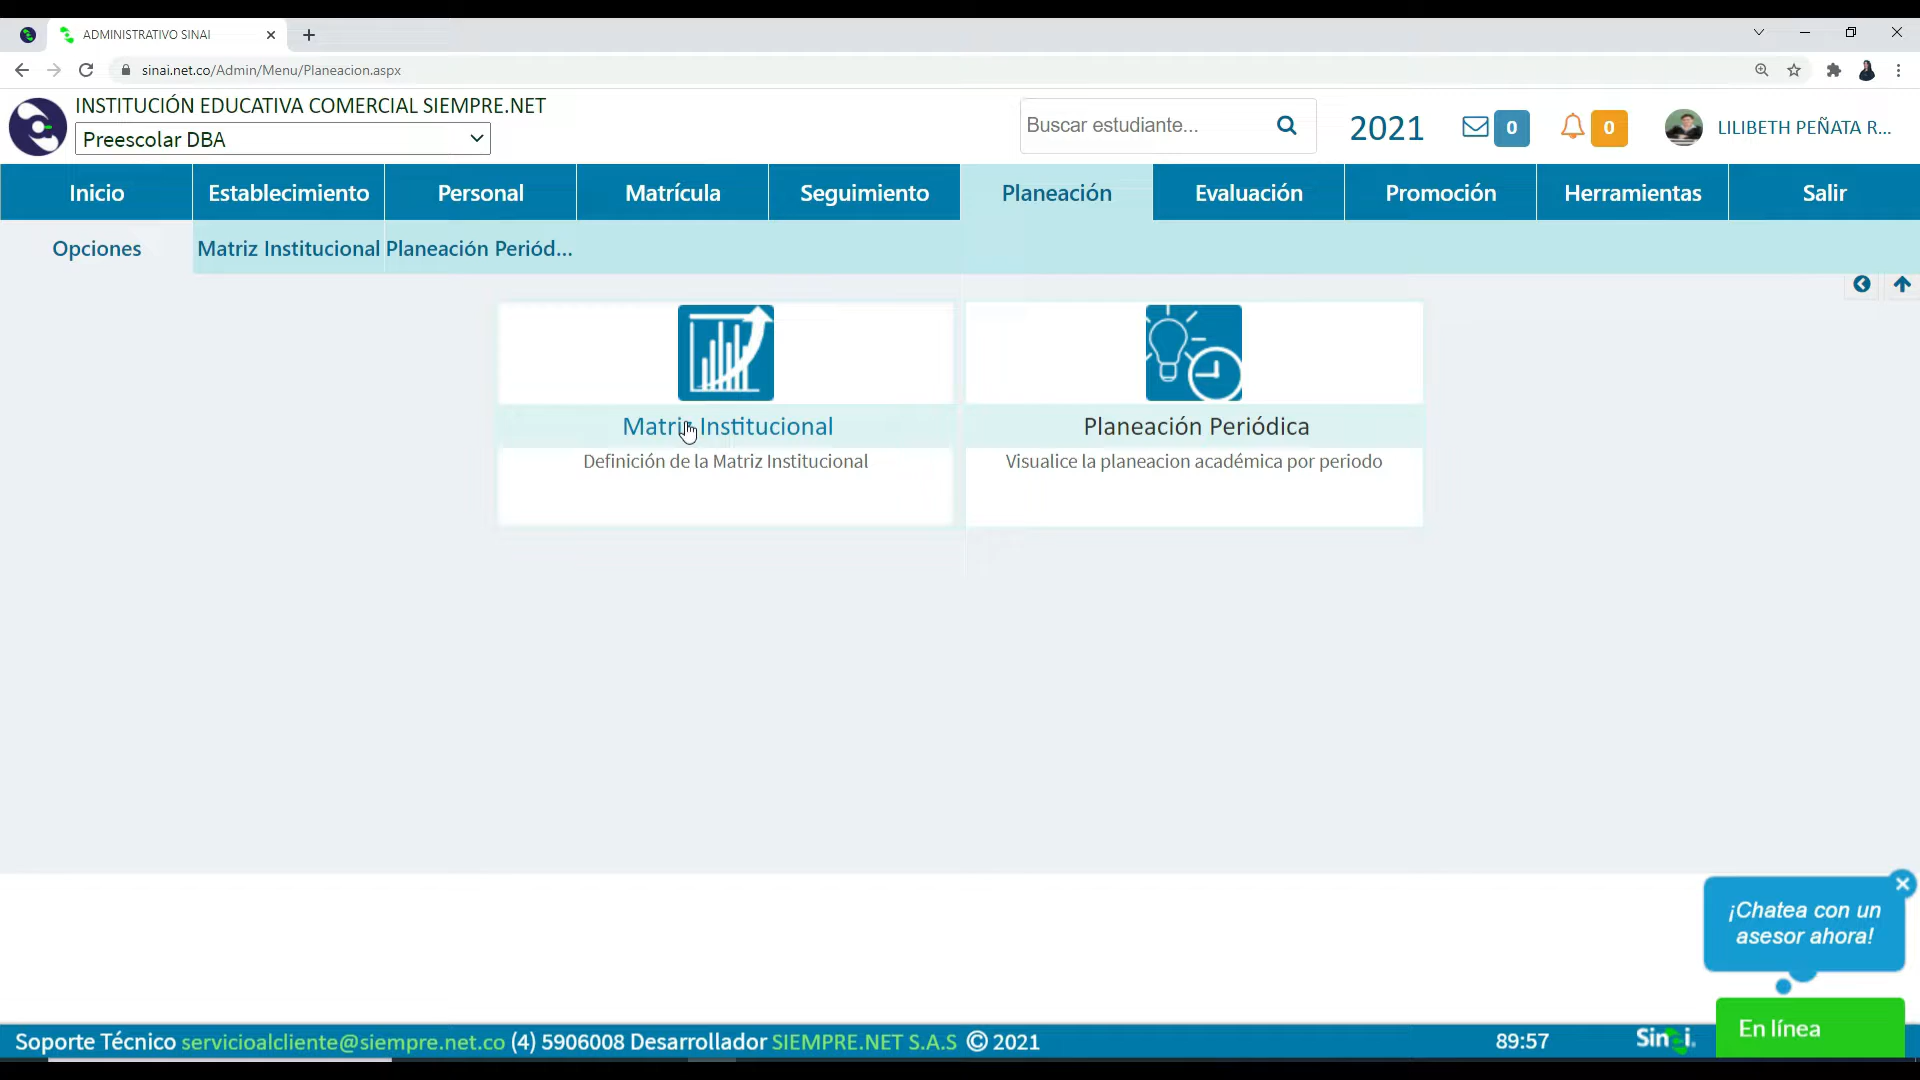 ADMINISTRATIVO SINAI
sinai.net.co/Admin/Menu/Planeacion.aspx
INSTITUCIÓN EDUCATIVA COMERCIAL SIEMPRE.NET
Preescolar DBA
Buscar estudiante...
2021
0
0
LILIBETH PEÑATA R...
Inicio
Establecimiento
Personal
Matrícula
Seguimiento
Planeación
Evaluación
Promoción
Herramientas
Salir
Opciones
Matriz Institucional
Planeación Periód...
Matriz Institucional
Definición de la Matriz Institucional
Planeación Periódica
Visualice la planeacion académica por periodo
¡Chatea con un
asesor ahora!
En línea
Soporte Técnico servicioalcliente@siempre.net.co (4) 5906008 Desarrollador SIEMPRE.NET S.A.S © 2021
89:57
Sinai.